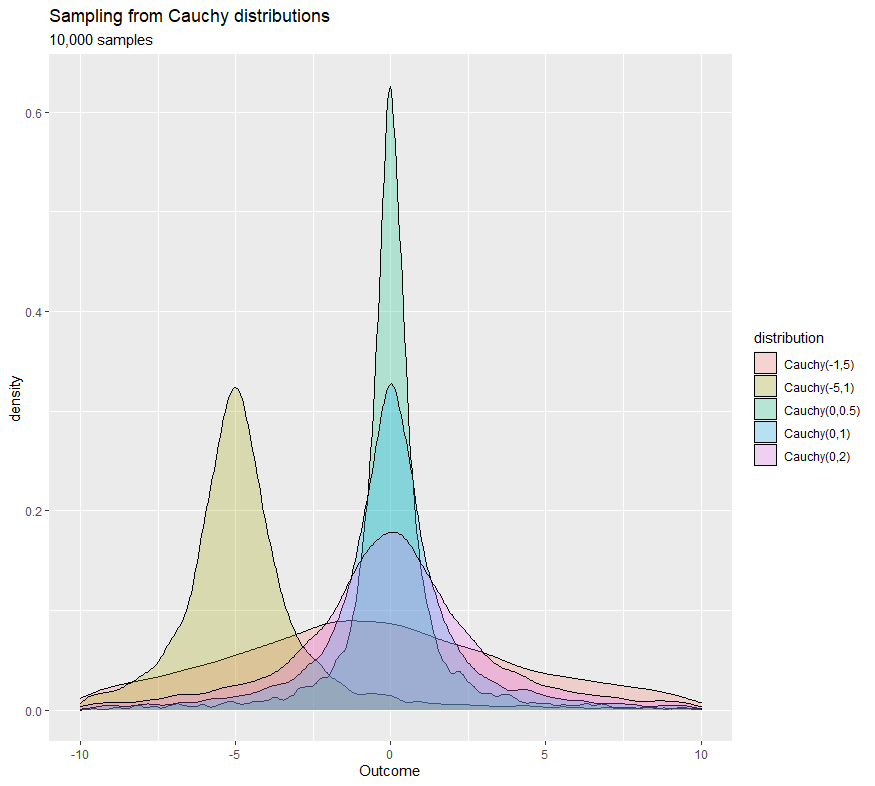 Sampling from Cauchy distributions
10,000 samples
density
0.6
0.4
0.2
0.0
-10
-5
0
5
10
Outcome
distribution
Cauchy(-1,5)
Cauchy(-5,1)
Cauchy(0,0.5)
Cauchy(0,1)
Cauchy(0,2)